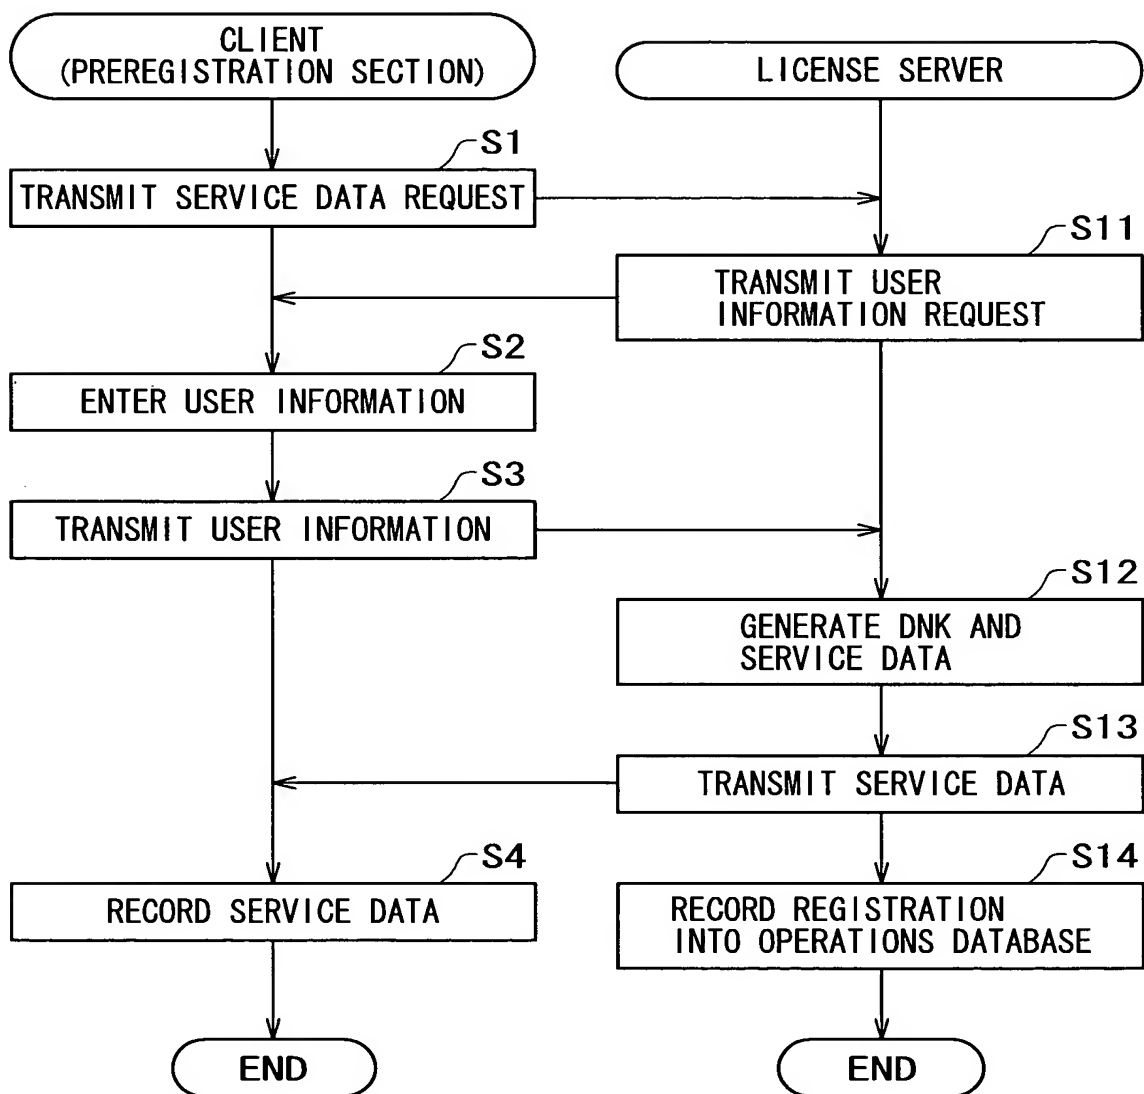 CLIENT
(PREREGISTRATION SECTION)
LICENSE SERVER
S1
TRANSMIT SERVICE DATA REQUEST
S11
TRANSMIT USER
INFORMATION REQUEST
S2
ENTER USER INFORMATION
S3
TRANSMIT USER INFORMATION
S12
GENERATE DNK AND
SERVICE DATA
S13
TRANSMIT SERVICE DATA
S4
RECORD SERVICE DATA
S14
RECORD REGISTRATION
INTO OPERATIONS DATABASE
END
END